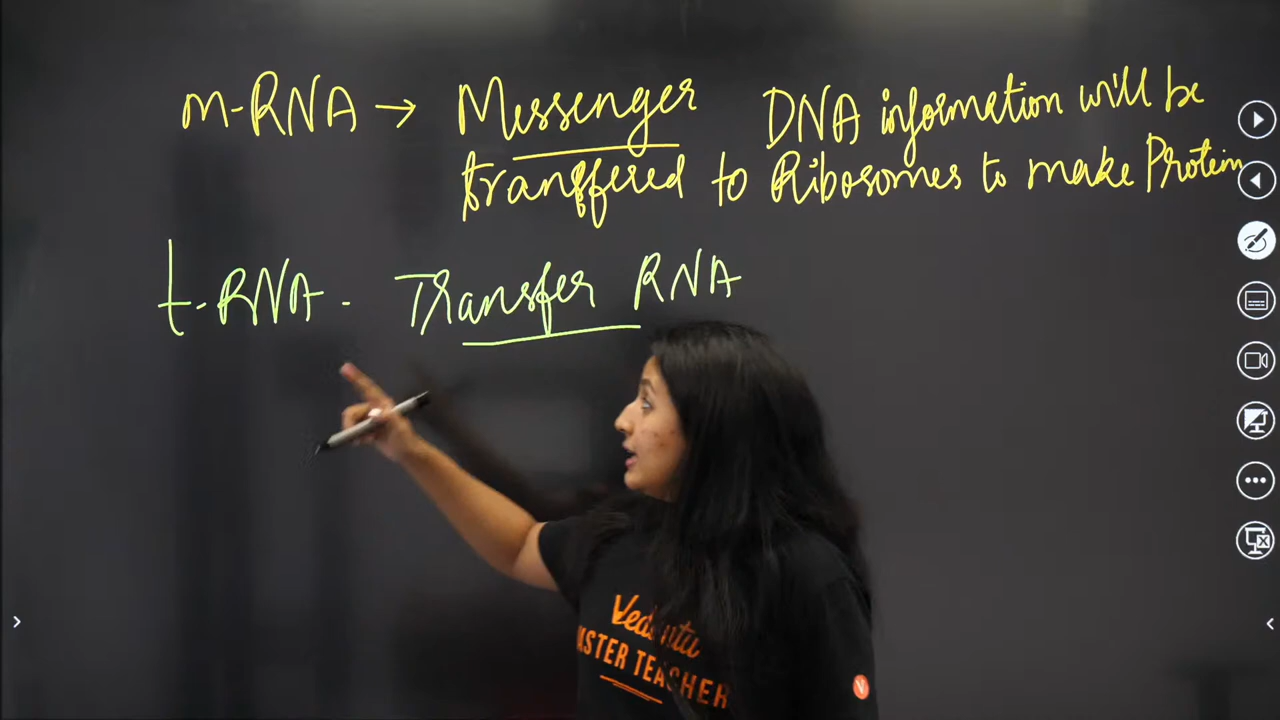 m-RNA → Messenger DNA information will be
transffered to Ribosomes to make Protein
t-RNA - Transfer RNA
Vedantu
MASTER TEACHER
V